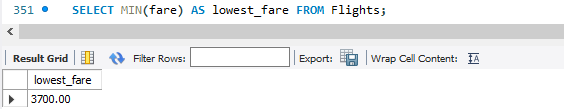 351 SELECT MIN(fare) AS lowest_fare FROM Flights;
Result Grid Filter Rows: Export: Wrap Cell Content:
lowest_fare
3700.00